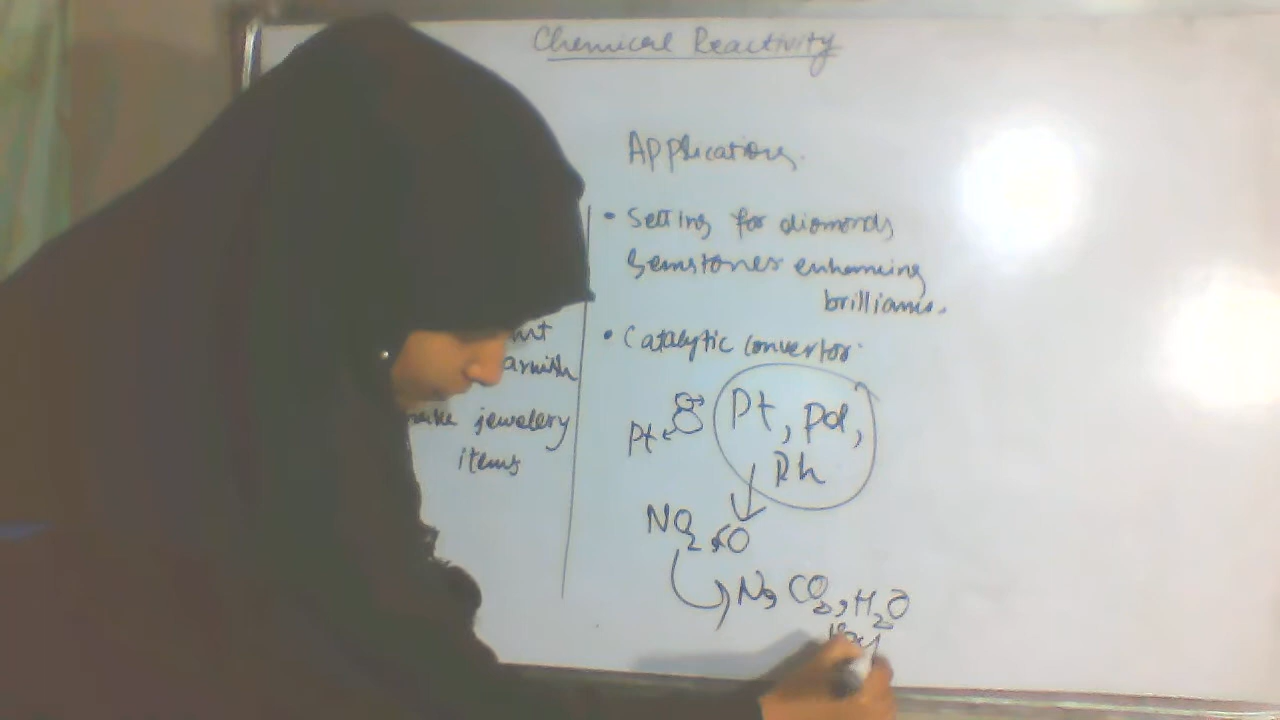 Chemical Reactivity
Applications.
• Setting for diamonds
Gemstones enhancing
brilliance.
jewelery
items
• Catalytic convertor.
Pt, Pd,
Rh
Pt
NO2, CO
N2, CO2, H2O